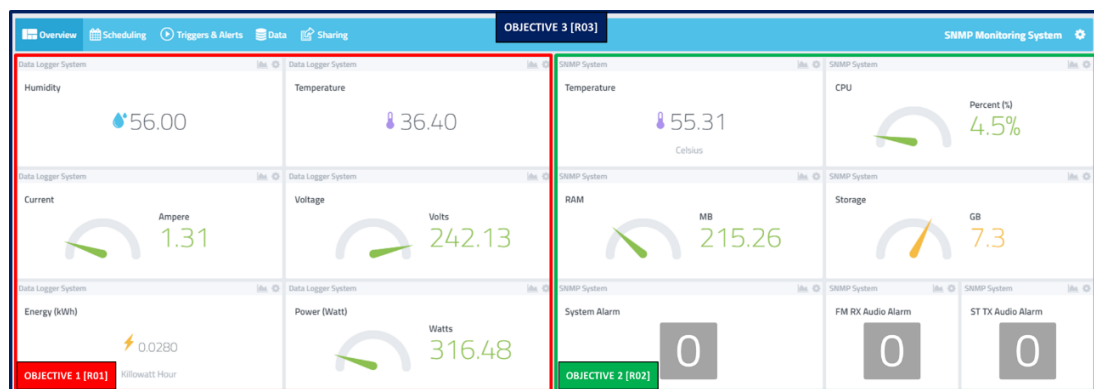 OBJECTIVE 3 [R03]
Overview Scheduling Triggers & Alerts Data Sharing SNMP Monitoring System
Data Logger System Data Logger System SNMP System SNMP System
Humidity Temperature Temperature CPU
56.00 36.40 55.31 Percent (%)
4.5%
Celsius
Data Logger System Data Logger System SNMP System SNMP System
Current Voltage RAM Storage
Ampere Volts MB GB
1.31 242.13 215.26 7.3
Data Logger System Data Logger System SNMP System SNMP System SNMP System
Energy (kWh) Power (Watt) System Alarm FM RX Audio Alarm ST TX Audio Alarm
0.0280 Watts 0 0 0
316.48
Killowatt Hour
OBJECTIVE 1 [R01] OBJECTIVE 2 [R02]